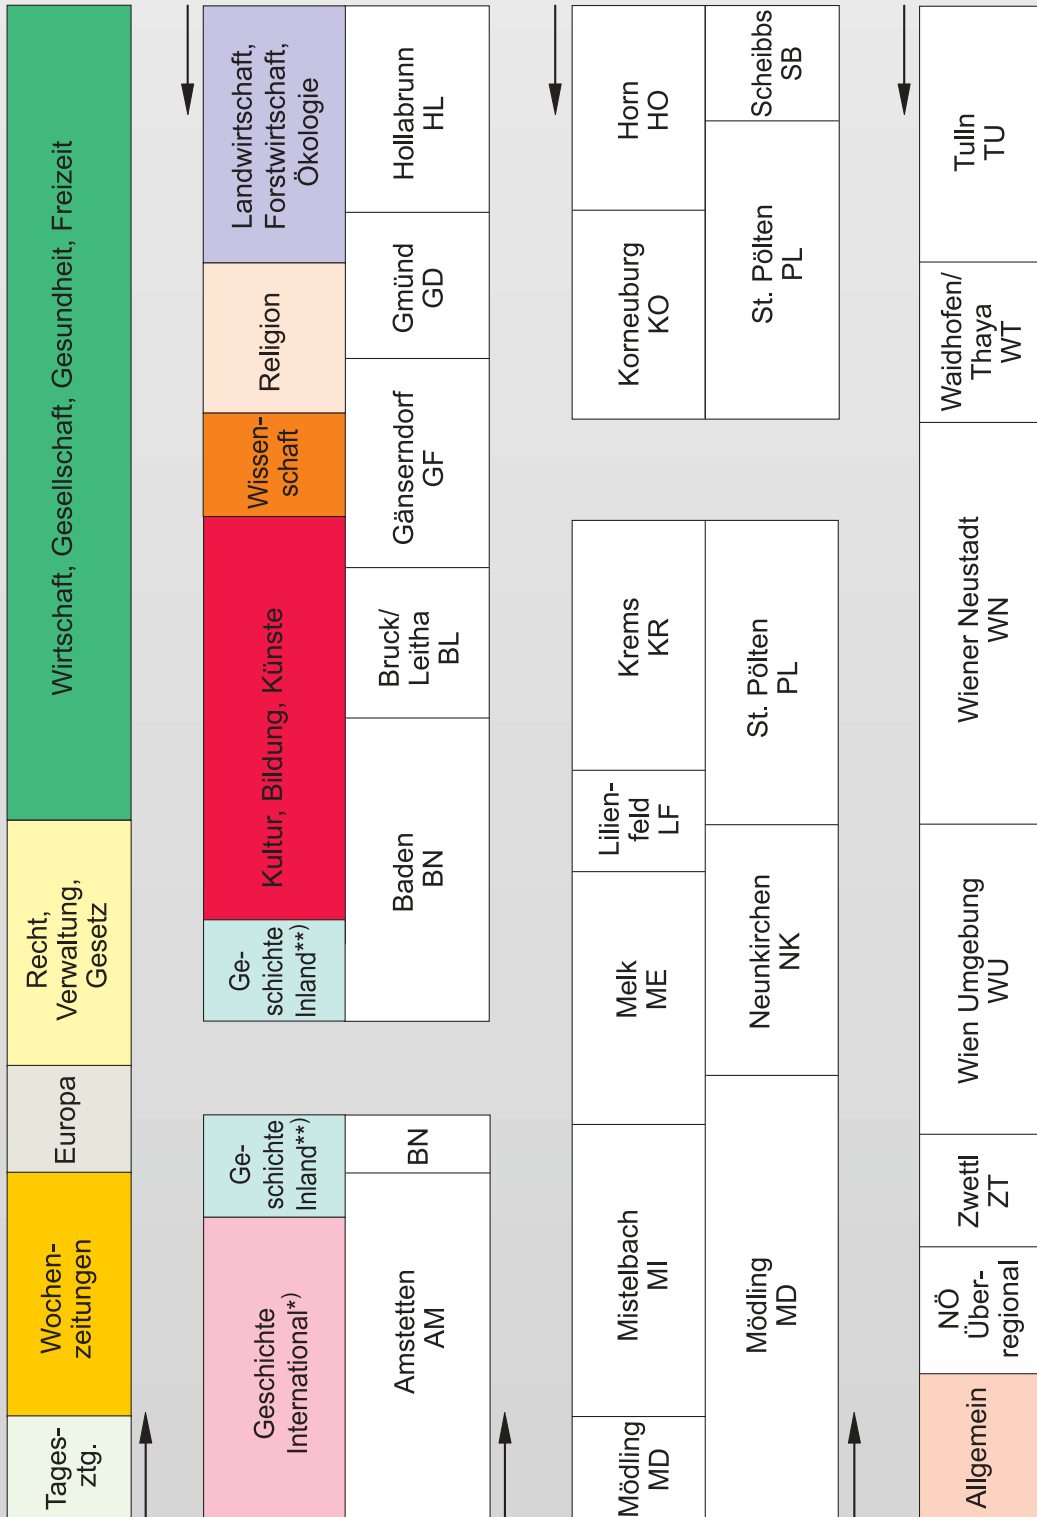 Tages-
ztg.
Wochen-
zeitungen
Europa
Recht,
Verwaltung,
Gesetz
Wirtschaft, Gesellschaft, Gesundheit, Freizeit
Geschichte
International*)
Ge-
schichte
Inland**)
Ge-
schichte
Inland**)
Kultur, Bildung, Künste
Wissen-
schaft
Religion
Landwirtschaft,
Forstwirtschaft,
Ökologie
Amstetten
AM
BN
Baden
BN
Bruck/
Leitha
BL
Gänserndorf
GF
Gmünd
GD
Hollabrunn
HL
Mödling
MD
Mistelbach
MI
Melk
ME
Lilien-
feld
LF
Krems
KR
Korneuburg
KO
Horn
HO
Mödling
MD
Neunkirchen
NK
St. Pölten
PL
St. Pölten
PL
Scheibbs
SB
Allgemein
NÖ
Über-
regional
Zwettl
ZT
Wien Umgebung
WU
Wiener Neustadt
WN
Waidhofen/
Thaya
WT
Tulln
TU